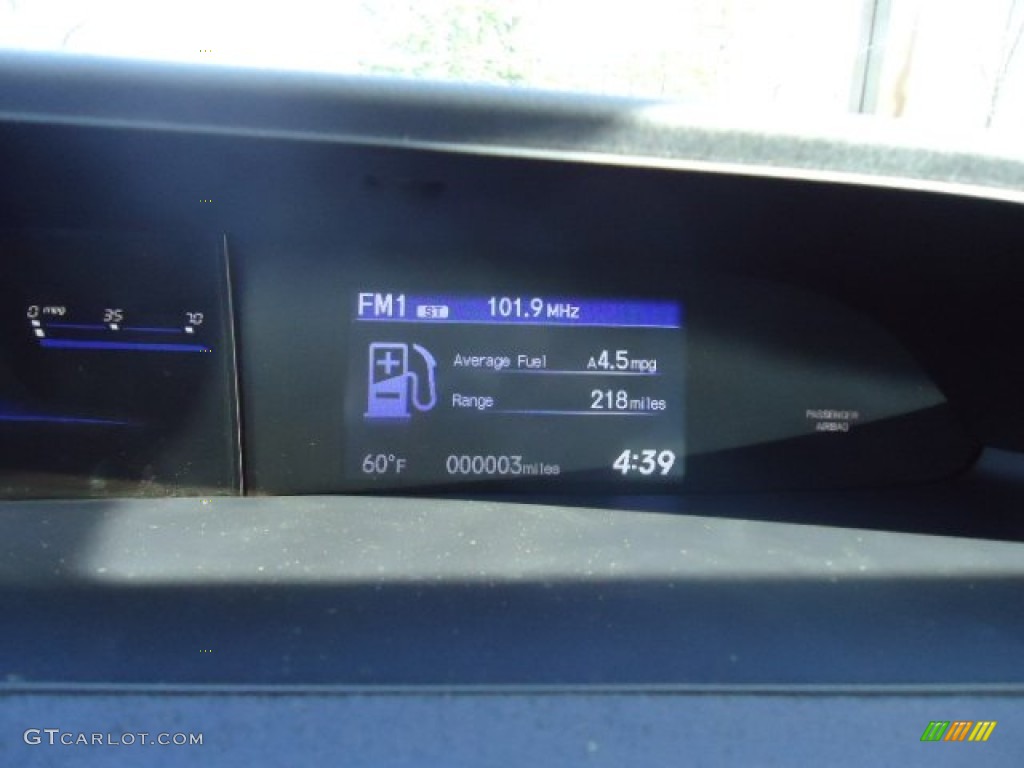 FM1 ST 101.9 MHz
0 mpg 35 70
Average Fuel A4.5mpg
Range 218miles
PASSENGER
AIRBAG
60°F 000003miles 4:39
GTCARLOT.COM